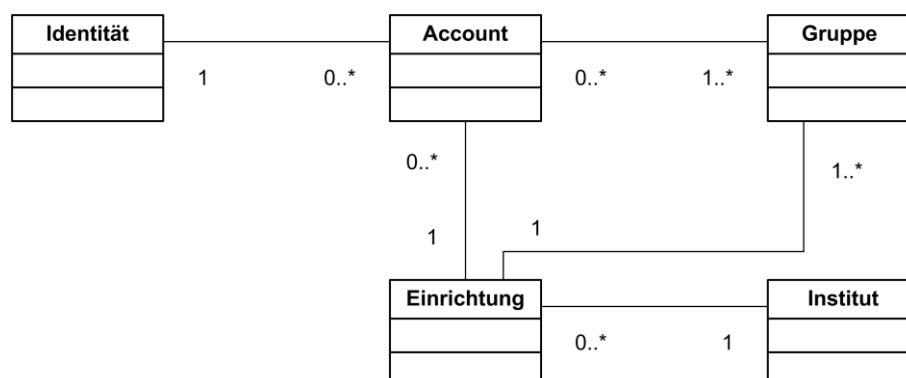 Identität Account Gruppe
1 0..* 0..* 1..*
0..* 1..*
1 1
Einrichtung Institut
0..* 1